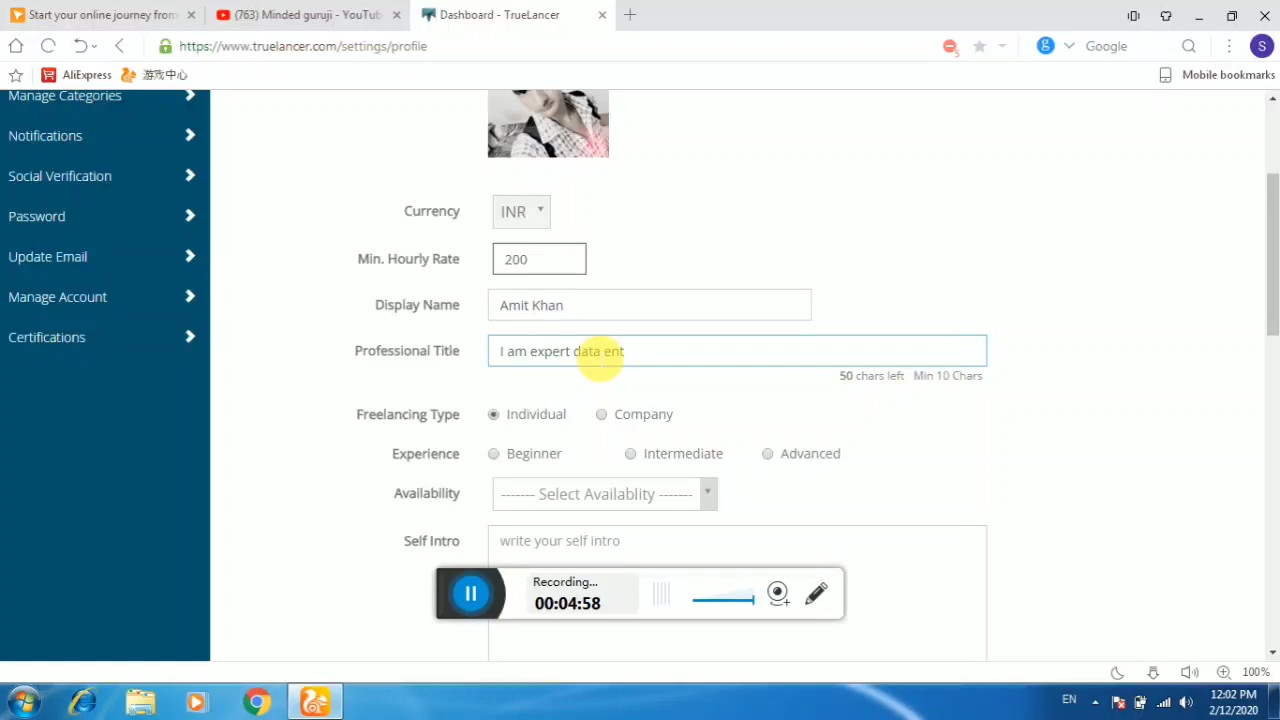 Start your online journey from
(763) Minded guruji - YouTub
Dashboard - TrueLancer
https://www.truelancer.com/settings/profile
5
g
Google
S
AliExpress
游戏中心
Mobile bookmarks
Manage Categories
Notifications
Social Verification
Password
Update Email
Manage Account
Certifications
Currency
INR
Min. Hourly Rate
200
Display Name
Amit Khan
Professional Title
I am expert data ent
50 chars left Min 10 Chars
Freelancing Type
Individual
Company
Experience
Beginner
Intermediate
Advanced
Availability
------- Select Availablity -------
Self Intro
write your self intro
Recording...
00:04:58
100%
EN
12:02 PM
2/12/2020